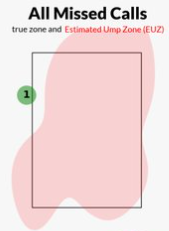 All Missed Calls
true zone and Estimated Ump Zone (EUZ)
1